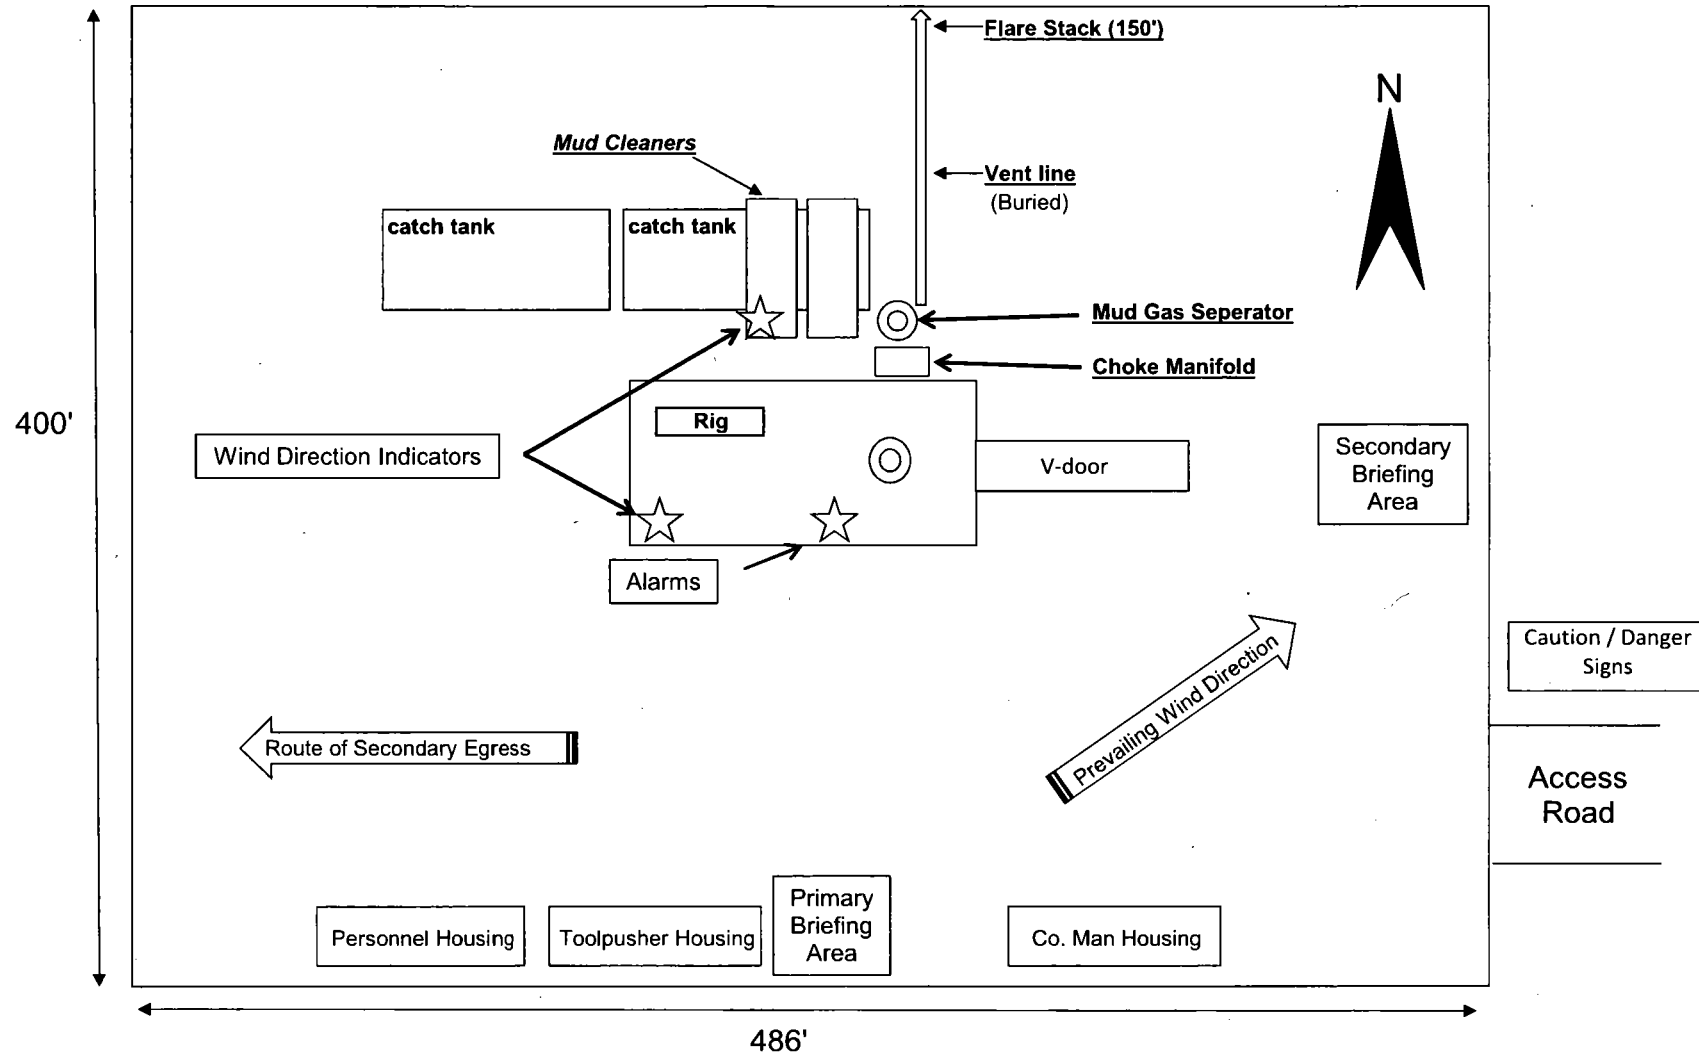 Flare Stack (150')
N
Mud Cleaners
Vent line
(Buried)
catch tank
catch tank
Mud Gas Seperator
Choke Manifold
400'
Rig
Wind Direction Indicators
V-door
Secondary
Briefing
Area
Alarms
Caution / Danger
Signs
Prevailing Wind Direction
Route of Secondary Egress
Access
Road
Primary
Briefing
Area
Personnel Housing
Toolpusher Housing
Co. Man Housing
486'